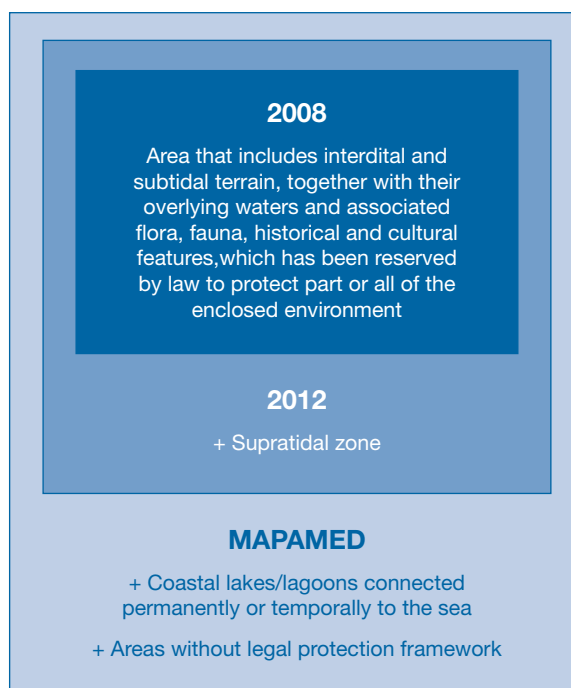 2008
Area that includes interdital and
subtidal terrain, together with their
overlying waters and associated
flora, fauna, historical and cultural
features,which has been reserved
by law to protect part or all of the
enclosed environment
2012
+ Supratidal zone
MAPAMED
+ Coastal lakes/lagoons connected
permanently or temporally to the sea
+ Areas without legal protection framework